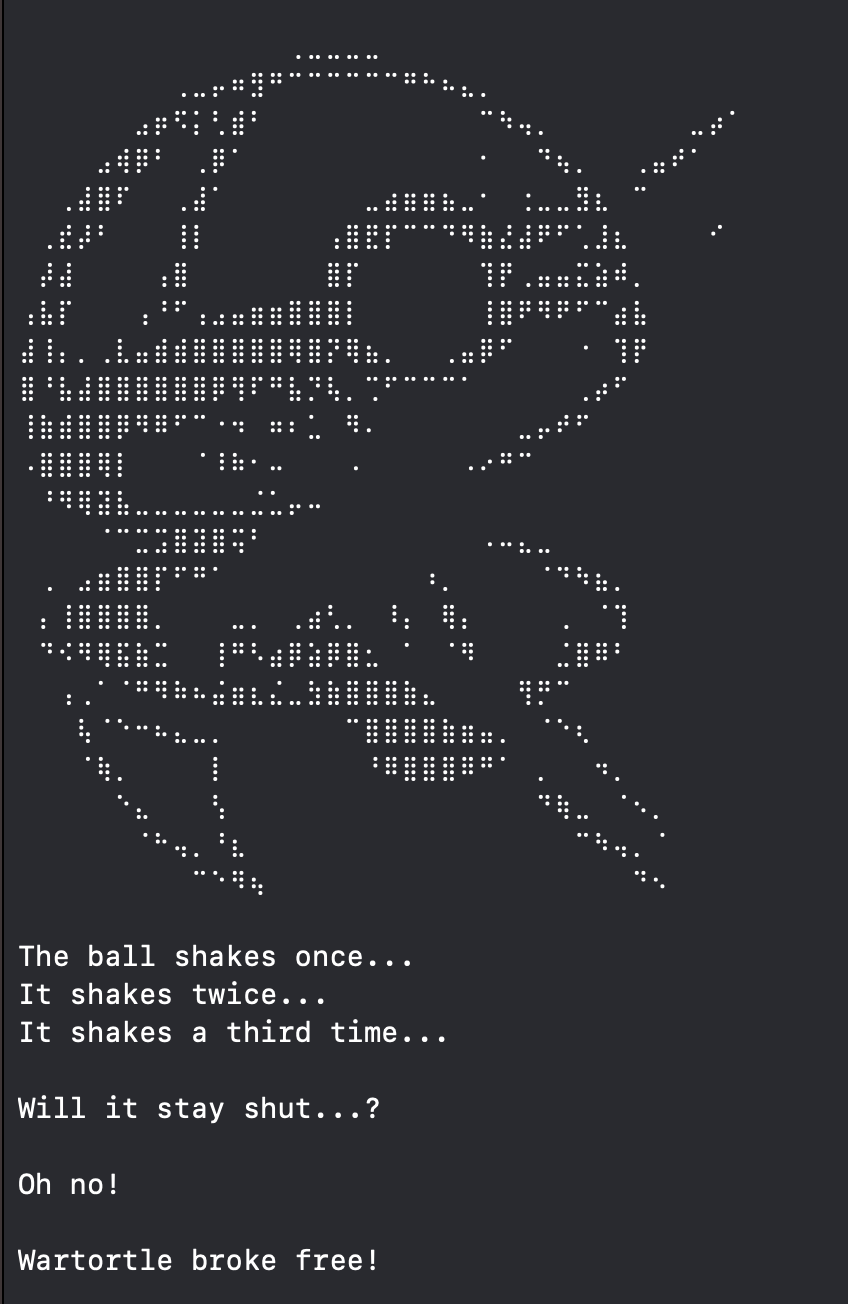 The ball shakes once...
It shakes twice...
It shakes a third time...
Will it stay shut...?
Oh no!
Wartortle broke free!